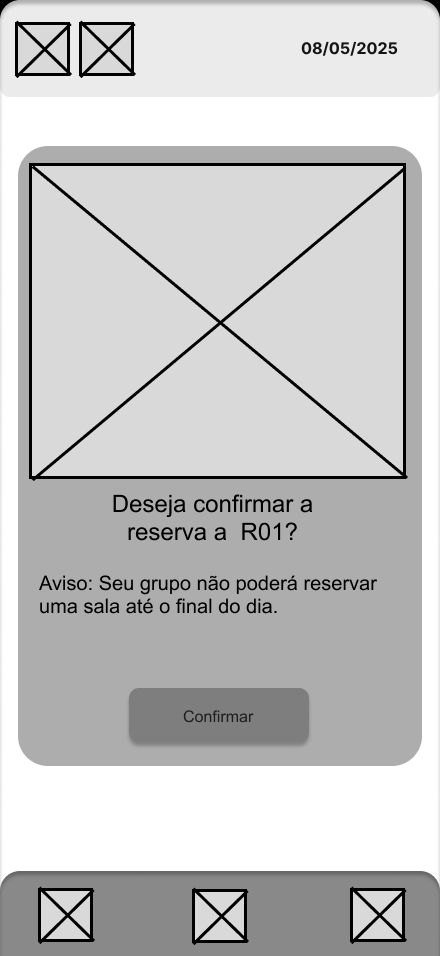 08/05/2025
Deseja confirmar a
reserva a  R01?
Aviso: Seu grupo não poderá reservar
uma sala até o final do dia.
Confirmar